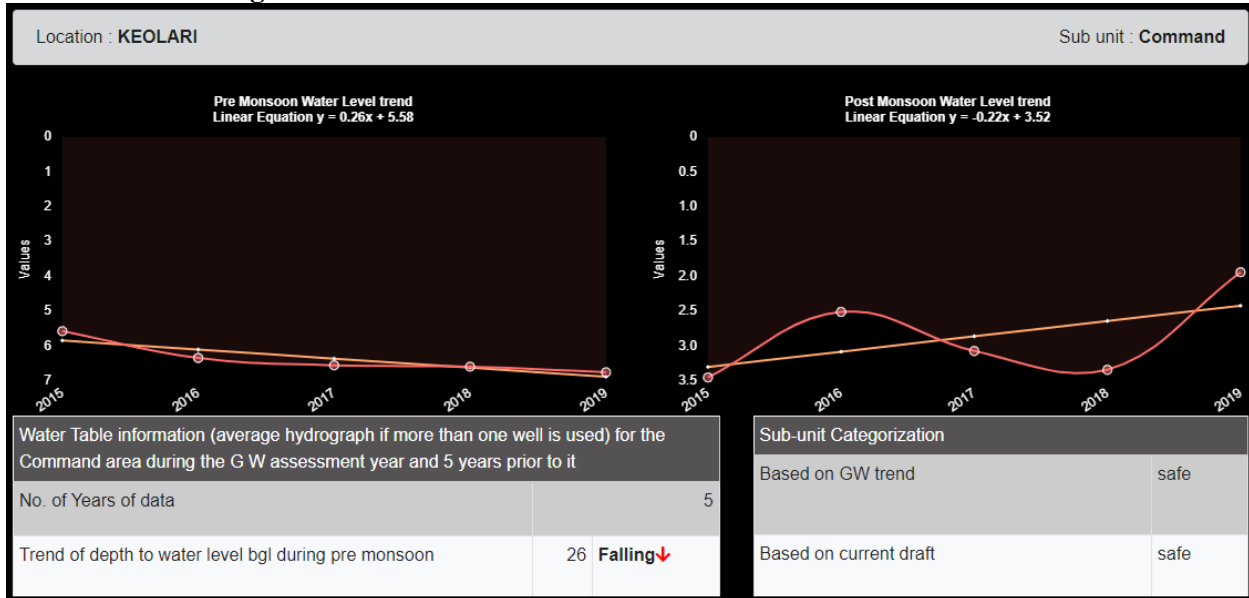 Location : KEOLARI
Sub unit : Command
Pre Monsoon Water Level trend
Linear Equation y = 0.26x + 5.58
0
1
2
3
4
5
6
7
Values
2015
2016
2017
2018
2019
Post Monsoon Water Level trend
Linear Equation y = -0.22x + 3.52
0
0.5
1.0
1.5
2.0
2.5
3.0
3.5
Values
2015
2016
2017
2018
2019
Water Table information (average hydrograph if more than one well is used) for the
Command area during the G W assessment year and 5 years prior to it
No. of Years of data 5
Trend of depth to water level bgl during pre monsoon 26 Falling↓
Sub-unit Categorization
Based on GW trend safe
Based on current draft safe